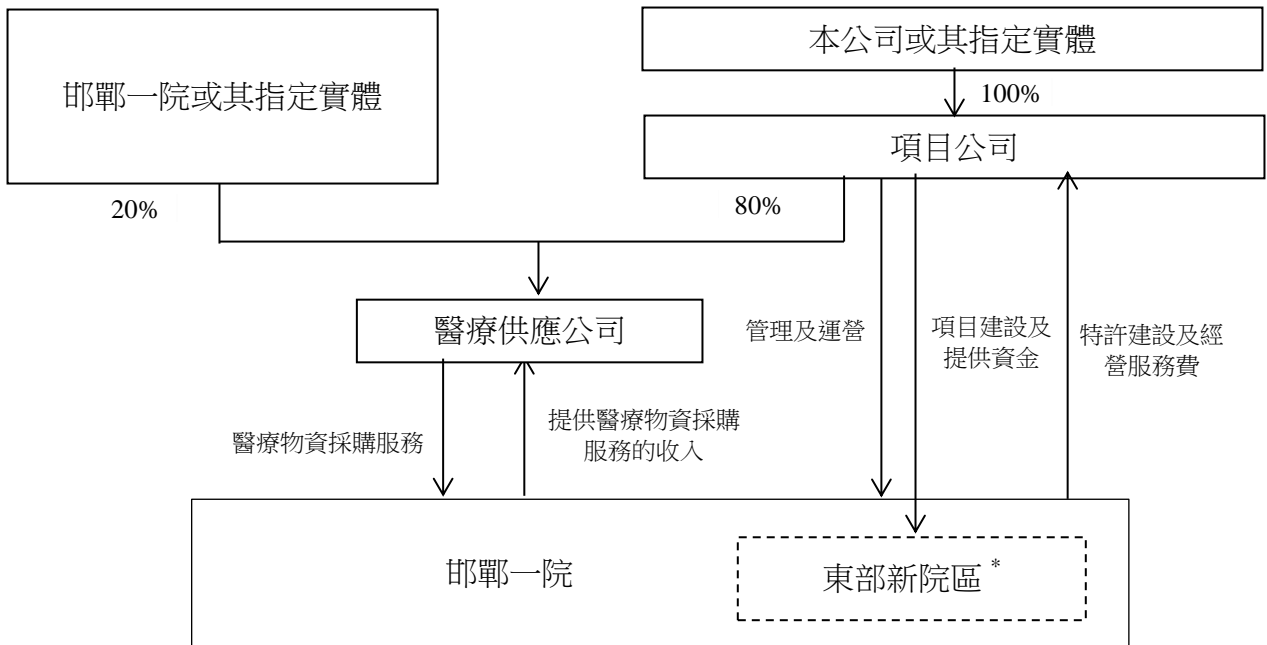 本公司或其指定實體
邯鄲一院或其指定實體
100%
項目公司
20%
80%
醫療供應公司
管理及運營
項目建設及
提供資金
特許建設及經
營服務費
醫療物資採購服務
提供醫療物資採購
服務的收入
邯鄲一院
東部新院區*